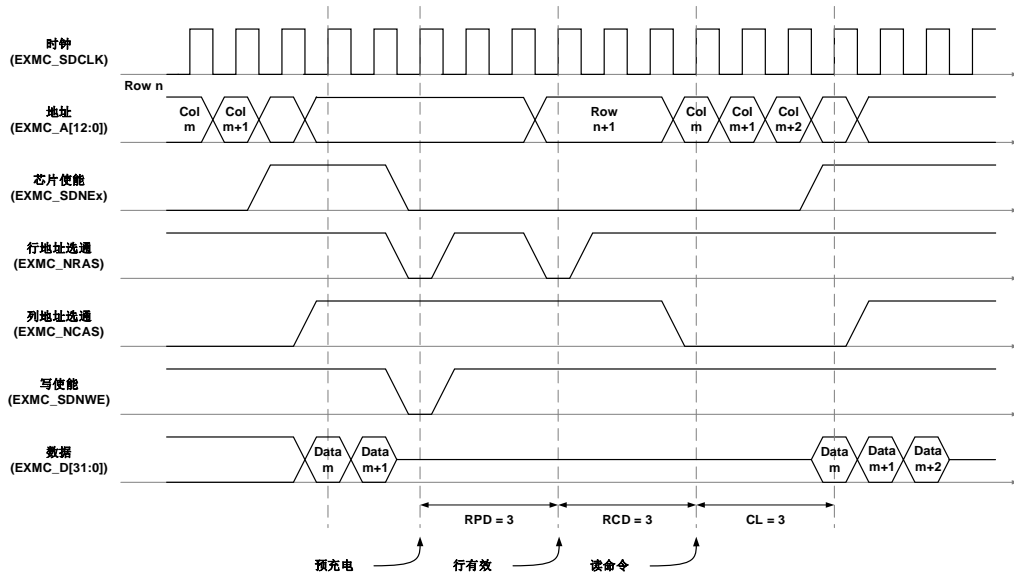 时钟
(EXMC_SDCLK)
Row n
地址
(EXMC_A[12:0])
Col
m
Col
m+1
Row
n+1
Col
m
Col
m+1
Col
m+2
芯片使能
(EXMC_SDNEx)
行地址选通
(EXMC_NRAS)
列地址选通
(EXMC_NCAS)
写使能
(EXMC_SDNWE)
数据
(EXMC_D[31:0])
Data
m
Data
m+1
Data
m
Data
m+1
Data
m+2
RPD = 3
RCD = 3
CL = 3
预充电
行有效
读命令